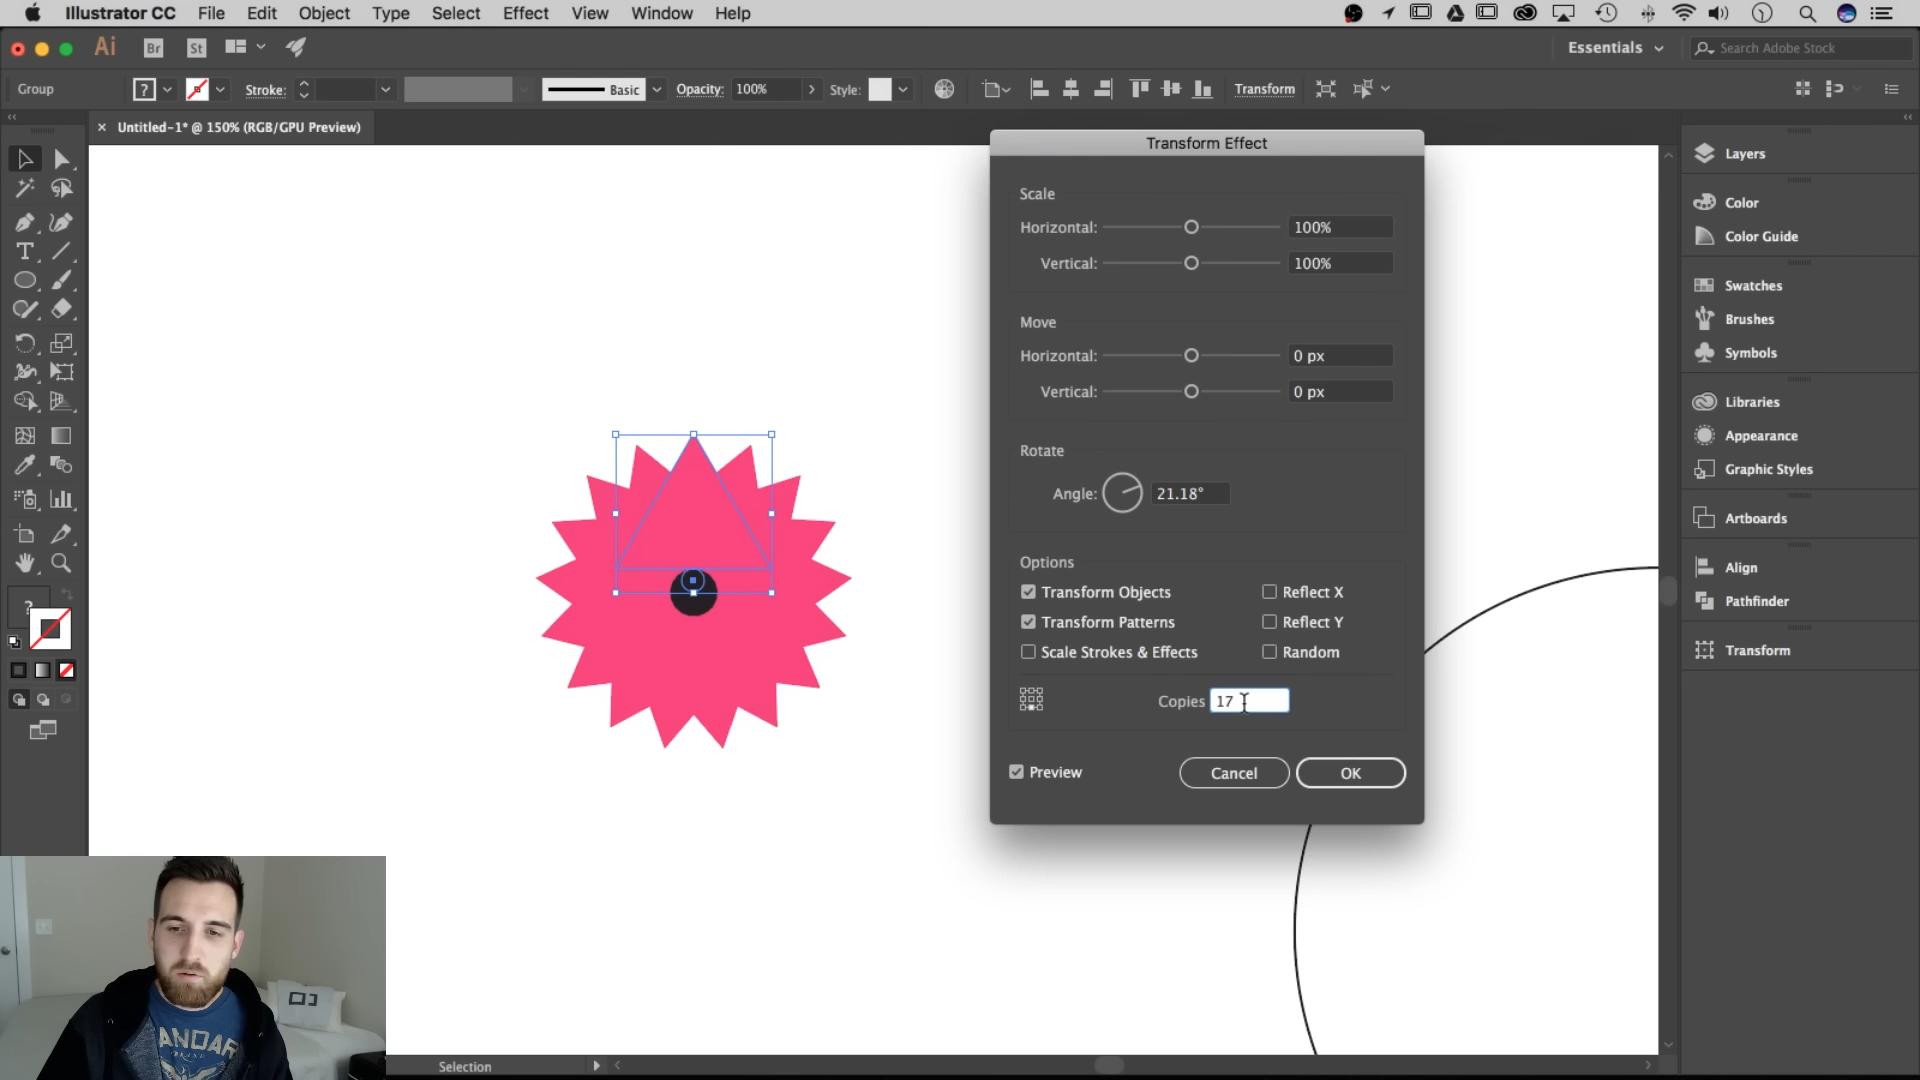 Illustrator CC File Edit Object Type Select Effect View Window Help
Ai Br St Essentials Search Adobe Stock
Group ? Stroke: Basic Opacity: 100% Style: Transform
× Untitled-1* @ 150% (RGB/GPU Preview)
Transform Effect
Scale
Horizontal: 100%
Vertical: 100%
Move
Horizontal: 0 px
Vertical: 0 px
Rotate
Angle: 21.18°
Options
Transform Objects Reflect X
Transform Patterns Reflect Y
Scale Strokes & Effects Random
Copies 17
Preview Cancel OK
Layers
Color
Color Guide
Swatches
Brushes
Symbols
Libraries
Appearance
Graphic Styles
Artboards
Align
Pathfinder
Transform
T
?
ANDAR
Selection